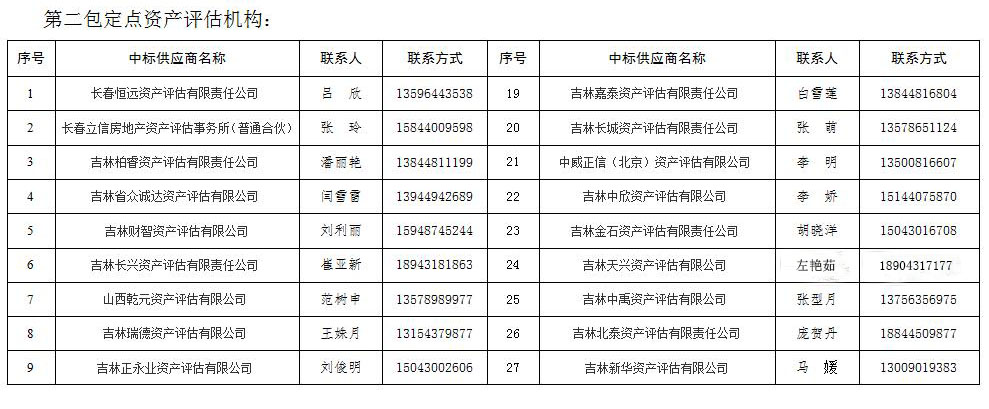 第二包定点资产评估机构：
序号 中标供应商名称 联系人 联系方式 序号 中标供应商名称 联系人 联系方式
1 长春恒远资产评估有限责任公司 吕 欣 13596443538 19 吉林嘉泰资产评估有限责任公司 白雪莲 13844816804
2 长春立信房地产资产评估事务所（普通合伙） 张 玲 15844009598 20 吉林长城资产评估有限责任公司 张 萌 13578651124
3 吉林柏睿资产评估有限责任公司 潘丽艳 13844811199 21 中威正信（北京）资产评估有限公司 李 明 13500816607
4 吉林省众诚达资产评估有限公司 闫雪雷 13944942689 22 吉林中欣资产评估有限公司 李 娇 15144075870
5 吉林财智资产评估有限公司 刘利丽 15948745244 23 吉林金石资产评估有限责任公司 胡晓洋 15043016708
6 吉林长兴资产评估有限责任公司 崔亚新 18943181863 24 吉林天兴资产评估有限公司 左艳茹 18904317177
7 山西乾元资产评估有限公司 范树申 13578989977 25 吉林中禹资产评估有限公司 张型月 13756356975
8 吉林瑞德资产评估有限公司 王姝月 13154379877 26 吉林北泰资产评估有限责任公司 庞贺丹 18844509877
9 吉林正永业资产评估有限公司 刘俊明 15043002606 27 吉林新华资产评估有限公司 马 媛 13009019383